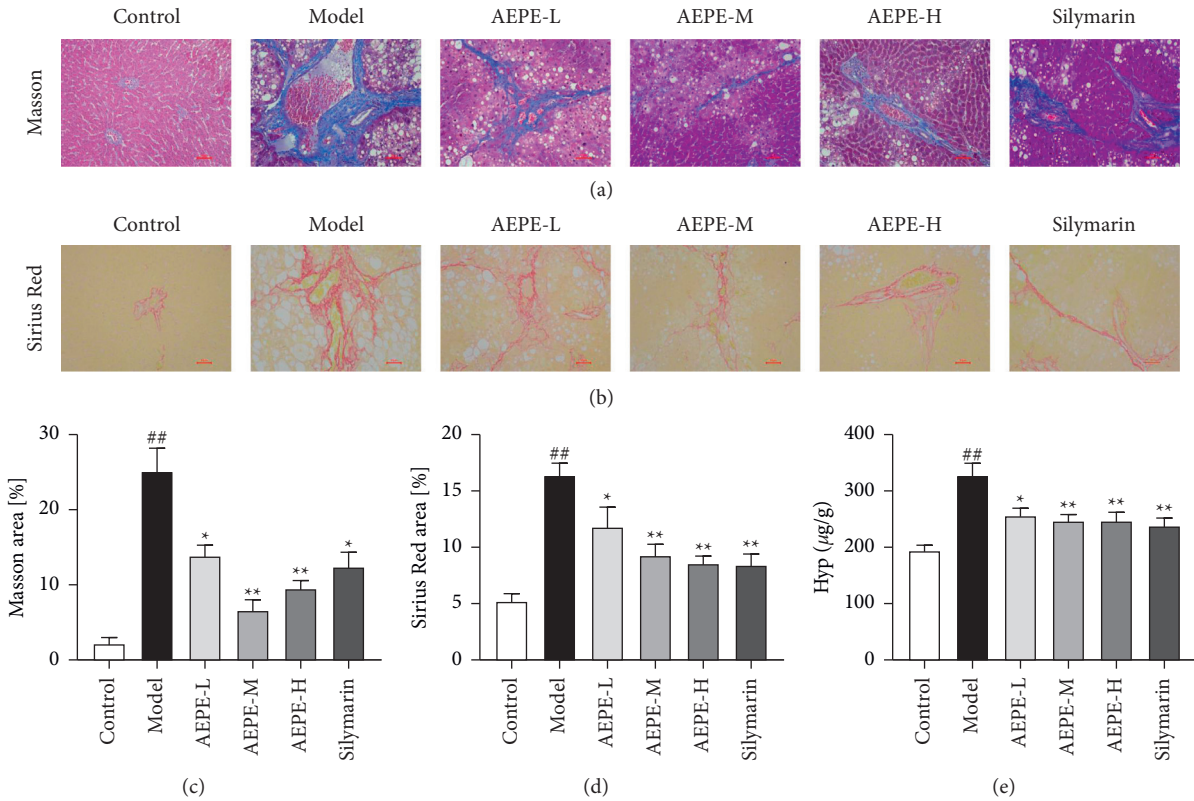 Control Model AEPE-L AEPE-M AEPE-H Silymarin
Masson
(a)
Control Model AEPE-L AEPE-M AEPE-H Silymarin
Sirius Red
(b)
Masson area [%]
30
20
10
0
##
*
**
**
*
Control
Model
AEPE-L
AEPE-M
AEPE-H
Silymarin
(c)
Sirius Red area [%]
20
15
10
5
0
##
*
**
**
**
Control
Model
AEPE-L
AEPE-M
AEPE-H
Silymarin
(d)
Hyp (μg/g)
400
300
200
100
0
##
*
**
**
**
Control
Model
AEPE-L
AEPE-M
AEPE-H
Silymarin
(e)